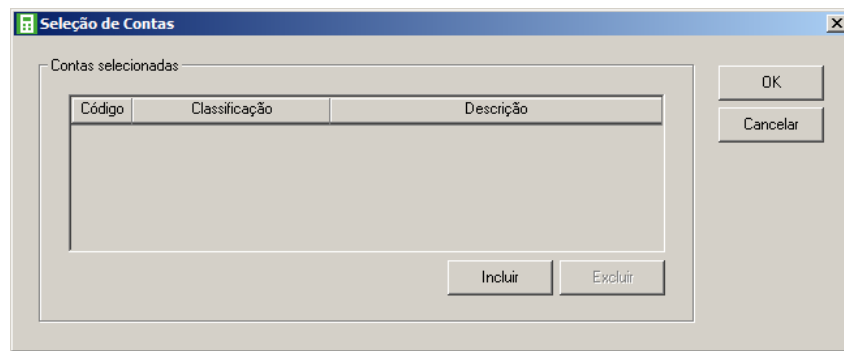 Seleção de Contas
Contas selecionadas
OK
Código Classificação Descrição
Cancelar
Incluir Excluir